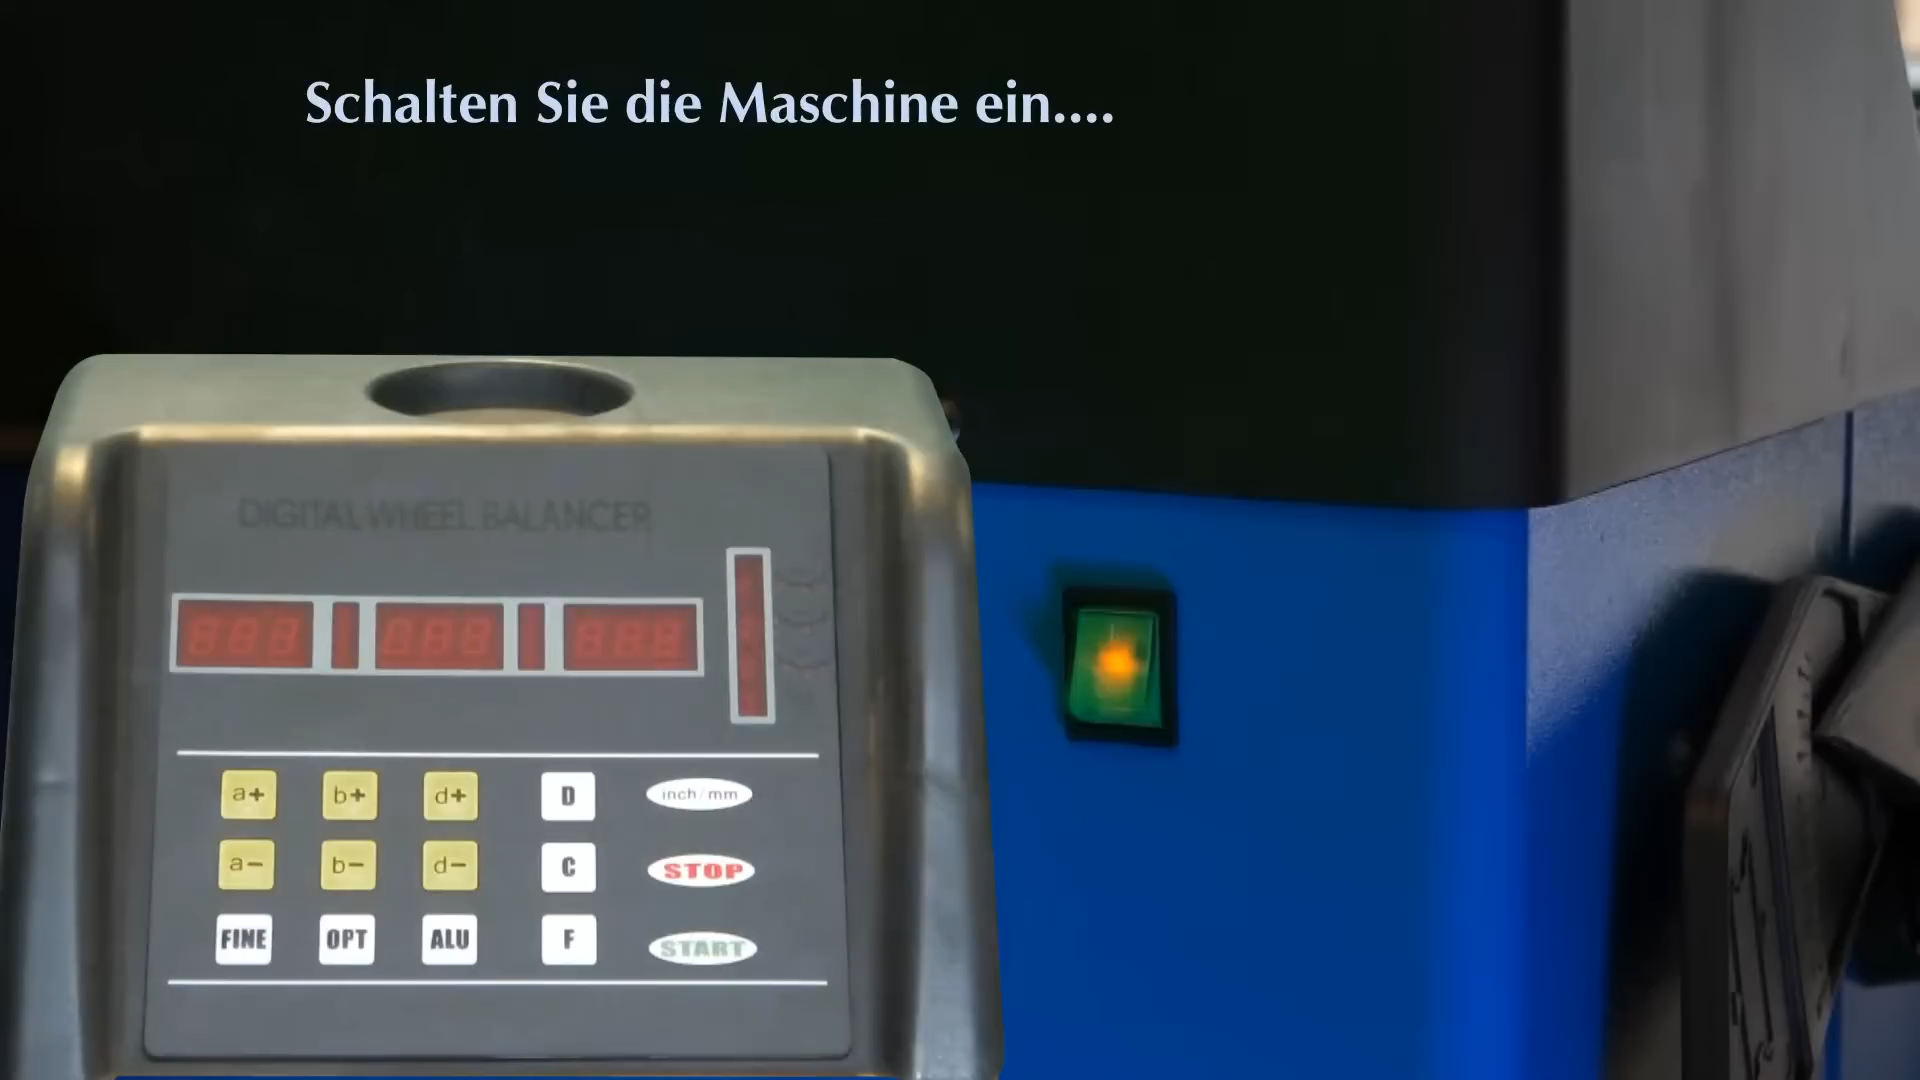 Schalten Sie die Maschine ein....
DIGITAL WHEEL BALANCER
a+ b+ d+ D inch/mm
a- b- d- C STOP
FINE OPT ALU F START